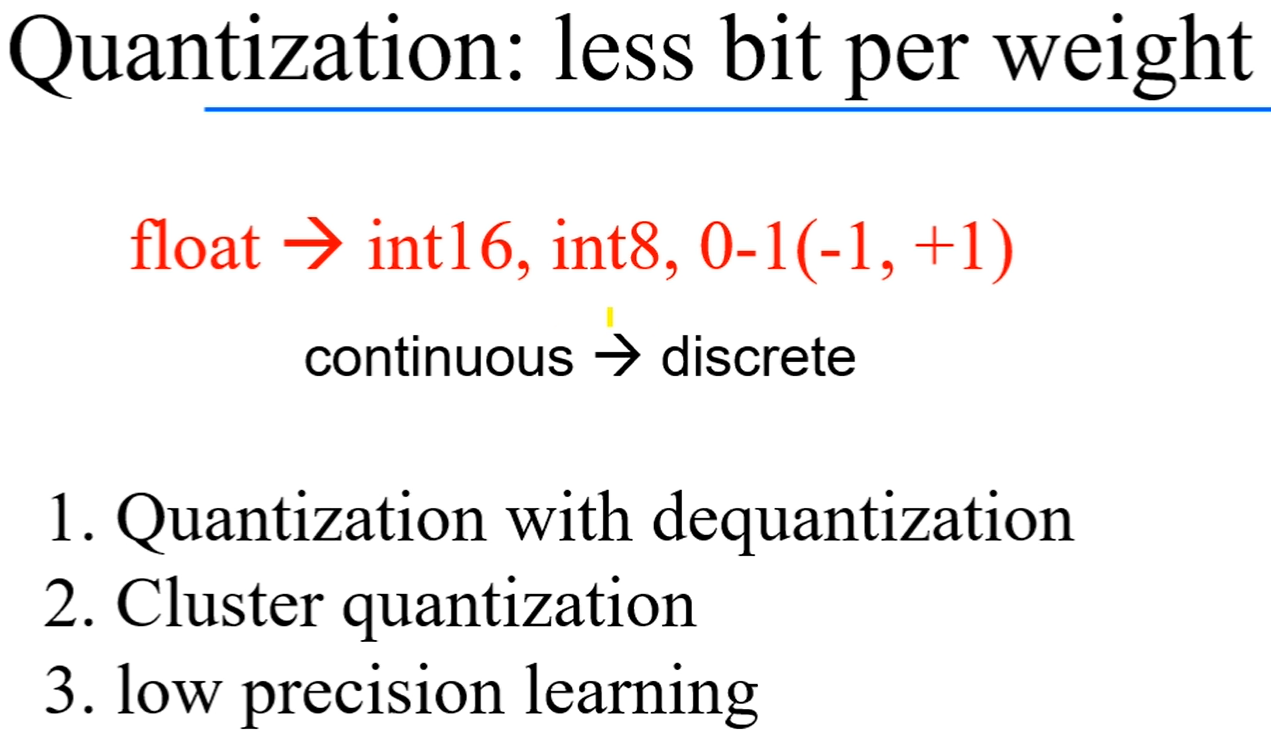 Quantization: less bit per weight
float → int16, int8, 0-1(-1, +1)
continuous → discrete
1. Quantization with dequantization
2. Cluster quantization
3. low precision learning